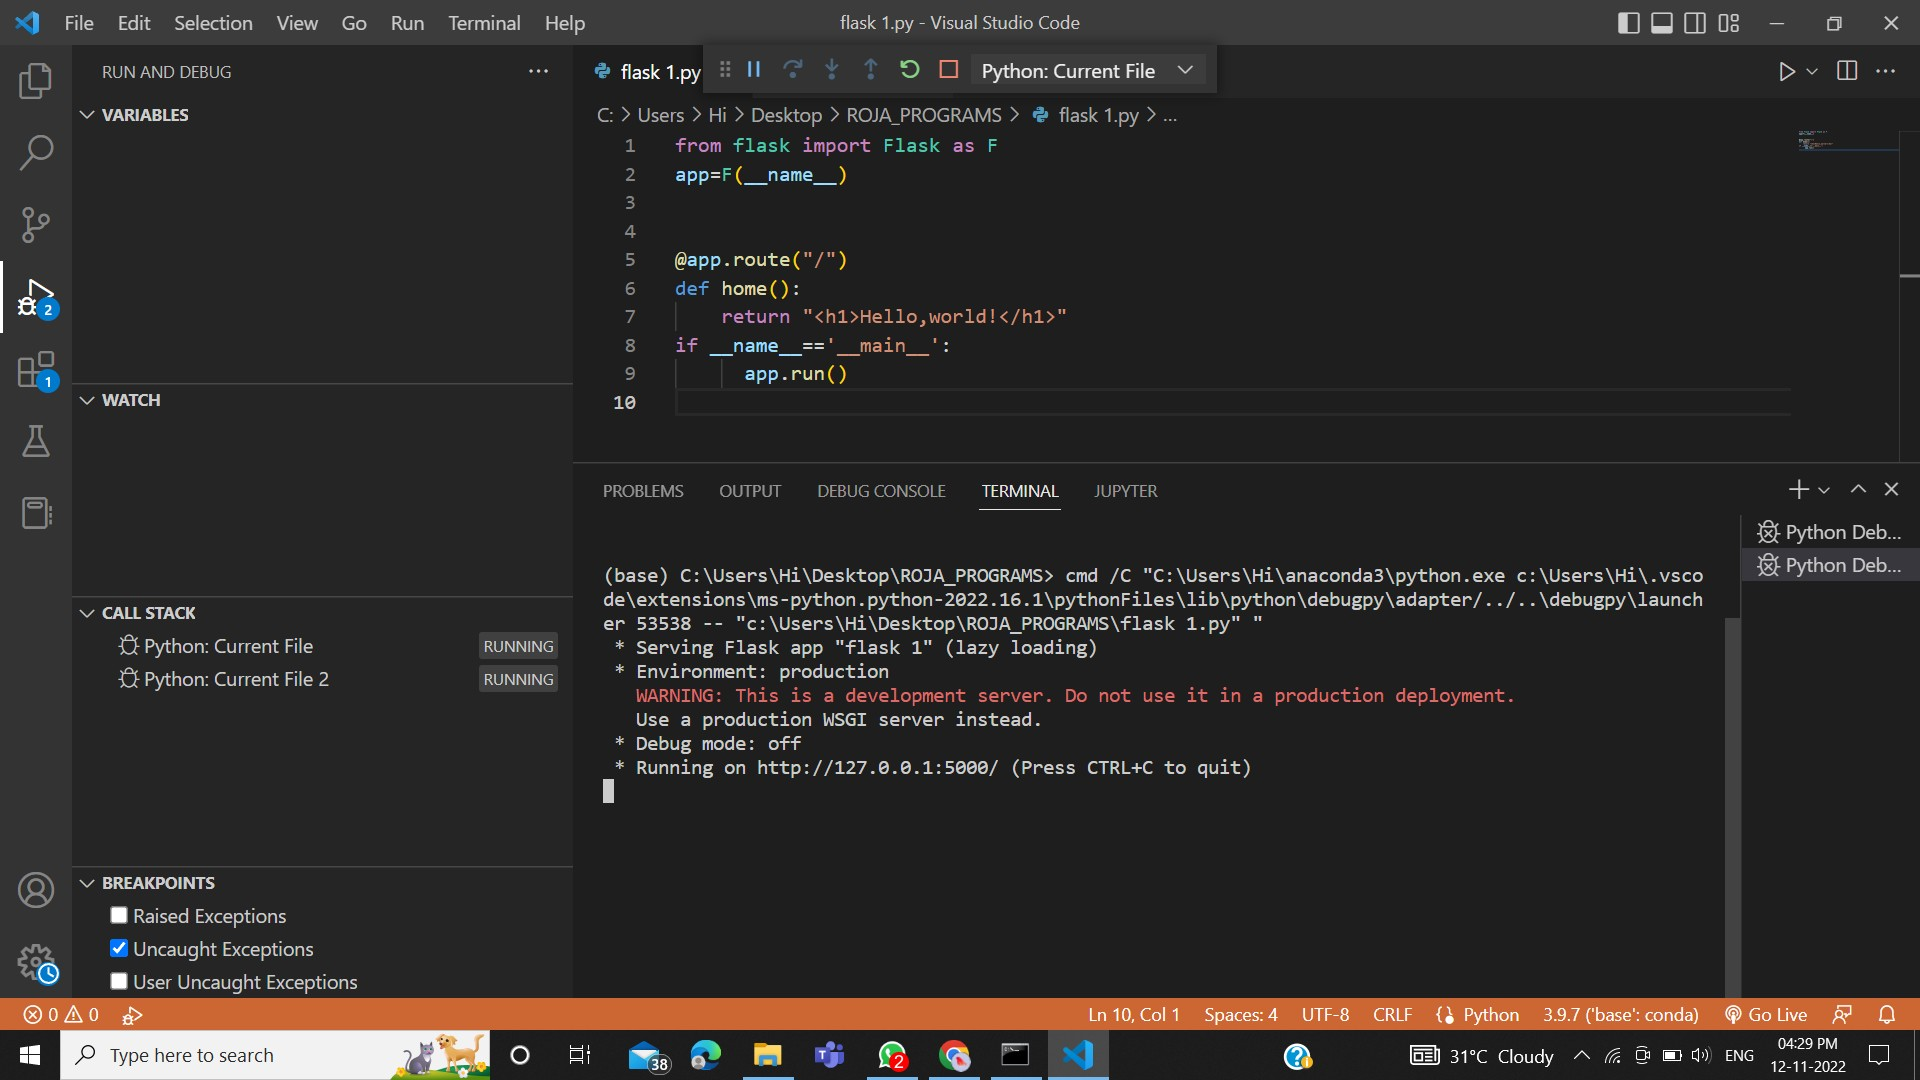 File Edit Selection View Go Run Terminal Help
flask 1.py - Visual Studio Code
RUN AND DEBUG
flask 1.py
Python: Current File
VARIABLES
C: > Users > Hi > Desktop > ROJA_PROGRAMS > flask 1.py > ...
1 from flask import Flask as F
2 app=F(__name__)
3
4
5 @app.route("/")
6 def home():
7 return "<h1>Hello,world!</h1>"
8 if __name__=='__main__':
9 app.run()
10
2
1
WATCH
CALL STACK
Python: Current File RUNNING
Python: Current File 2 RUNNING
BREAKPOINTS
Raised Exceptions
Uncaught Exceptions
User Uncaught Exceptions
PROBLEMS OUTPUT DEBUG CONSOLE TERMINAL JUPYTER
Python Deb...
Python Deb...
(base) C:\Users\Hi\Desktop\ROJA_PROGRAMS> cmd /C "C:\Users\Hi\anaconda3\python.exe c:\Users\Hi\.vsco
de\extensions\ms-python.python-2022.16.1\pythonFiles\lib\python\debugpy\adapter/../..\debugpy\launch
er 53538 -- "c:\Users\Hi\Desktop\ROJA_PROGRAMS\flask 1.py" "
* Serving Flask app "flask 1" (lazy loading)
* Environment: production
WARNING: This is a development server. Do not use it in a production deployment.
Use a production WSGI server instead.
* Debug mode: off
* Running on http://127.0.0.1:5000/ (Press CTRL+C to quit)
0 0
Ln 10, Col 1 Spaces: 4 UTF-8 CRLF Python 3.9.7 ('base': conda) Go Live
Type here to search
38
2
31°C Cloudy
ENG
04:29 PM
12-11-2022